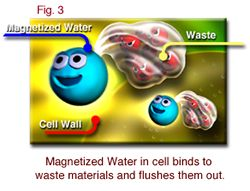 Fig. 3
Magnetized Water
Waste
Cell Wall
Magnetized Water in cell binds to
waste materials and flushes them out.